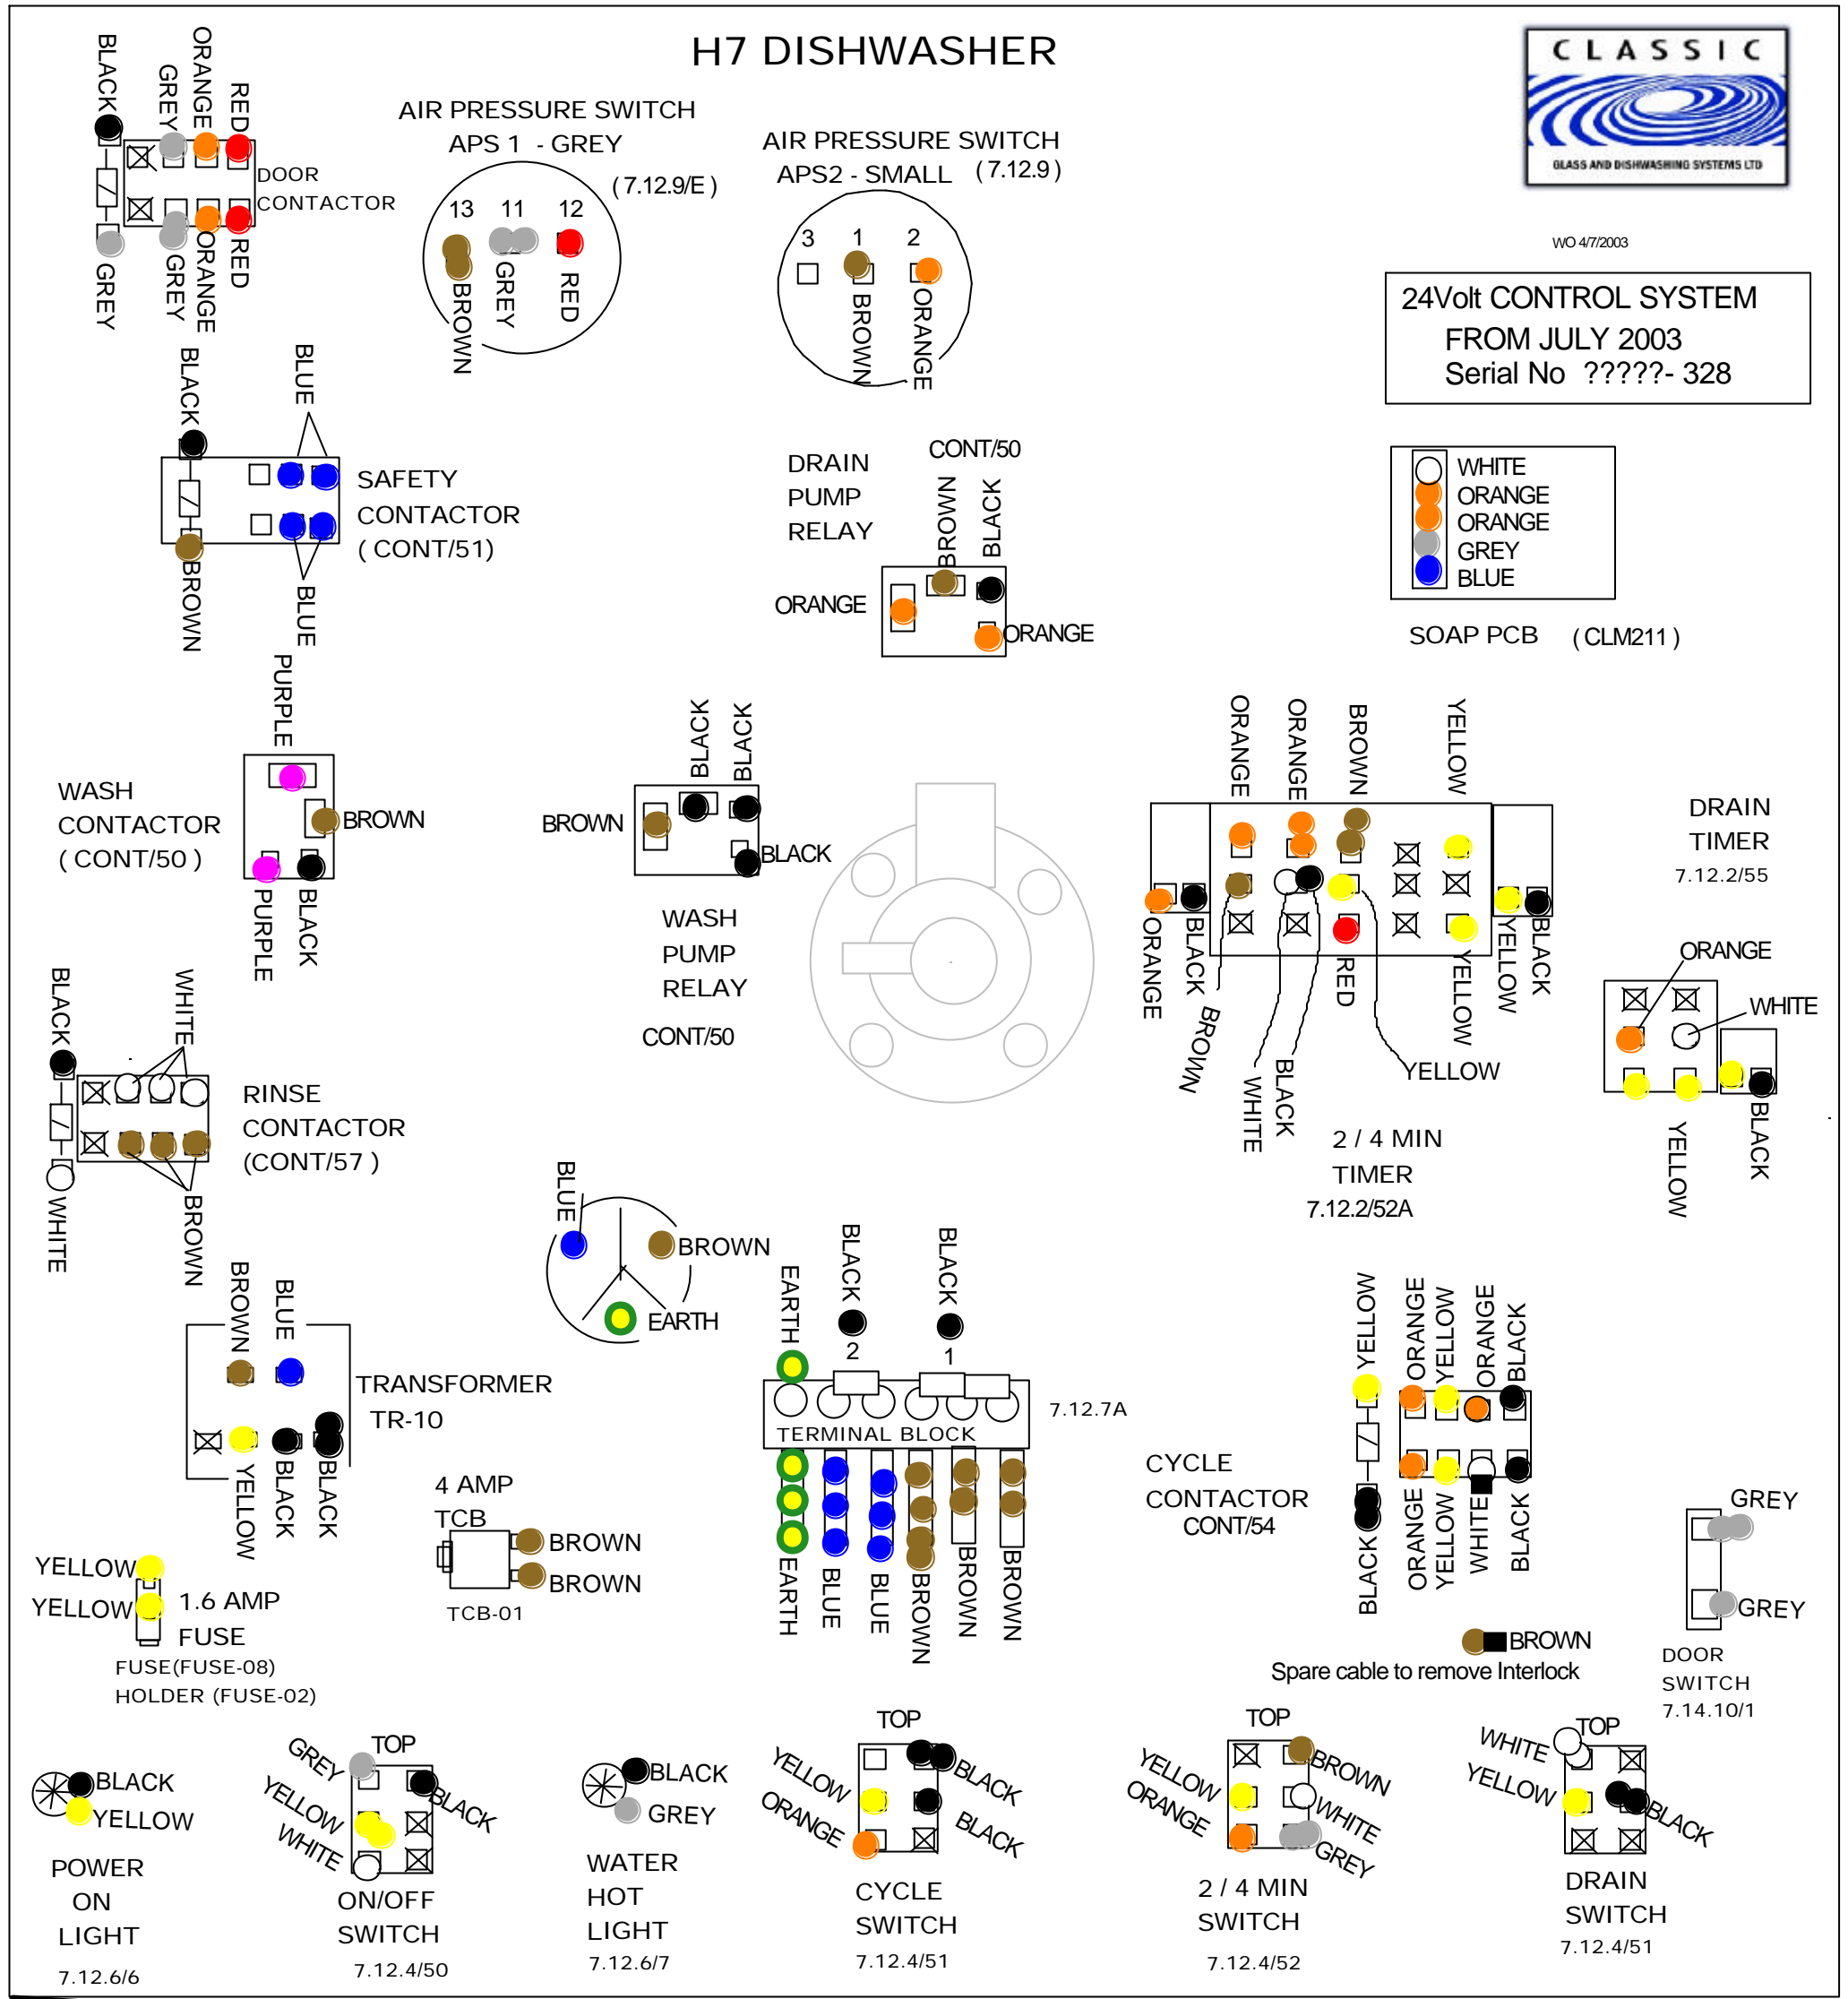 H7 DISHWASHER
CLASSIC
GLASS AND DISHWASHING SYSTEMS LTD
WO 4/7/2003
24Volt CONTROL SYSTEM
FROM JULY 2003
Serial No ?????- 328
BLACK
GREY
ORANGE
RED
DOOR
CONTACTOR
GREY
GREY
ORANGE
RED
AIR PRESSURE SWITCH
APS 1 - GREY
(7.12.9/E)
13 11 12
BROWN
GREY
RED
AIR PRESSURE SWITCH
APS2 - SMALL (7.12.9)
3 1 2
BROWN
ORANGE
BLACK
BLUE
SAFETY
CONTACTOR
( CONT/51)
BROWN
BLUE
DRAIN
PUMP
RELAY
CONT/50
BROWN
BLACK
ORANGE
ORANGE
WHITE
ORANGE
ORANGE
GREY
BLUE
SOAP PCB (CLM211)
PURPLE
WASH
CONTACTOR
( CONT/50 )
BROWN
PURPLE
BLACK
BLACK
BLACK
BROWN
BLACK
WASH
PUMP
RELAY
CONT/50
ORANGE
ORANGE
BROWN
YELLOW
ORANGE
BLACK
BROWN
WHITE
BLACK
RED
YELLOW
YELLOW
YELLOW
BLACK
2 / 4 MIN
TIMER
7.12.2/52A
DRAIN
TIMER
7.12.2/55
ORANGE
WHITE
YELLOW
BLACK
BLACK
WHITE
RINSE
CONTACTOR
(CONT/57 )
WHITE
BROWN
BLUE
BROWN
EARTH
BROWN
BLUE
TRANSFORMER
TR-10
YELLOW
BLACK
BLACK
EARTH
BLACK
BLACK
2 1
TERMINAL BLOCK
7.12.7A
EARTH
BLUE
BLUE
BROWN
BROWN
BROWN
YELLOW
ORANGE
YELLOW
ORANGE
BLACK
CYCLE
CONTACTOR
CONT/54
BLACK
ORANGE
YELLOW
WHITE
BLACK
GREY
GREY
DOOR
SWITCH
7.14.10/1
4 AMP
TCB
BROWN
BROWN
TCB-01
YELLOW
YELLOW
1.6 AMP
FUSE
FUSE(FUSE-08)
HOLDER (FUSE-02)
BROWN
Spare cable to remove Interlock
BLACK
YELLOW
POWER
ON
LIGHT
7.12.6/6
TOP
GREY
BLACK
YELLOW
WHITE
ON/OFF
SWITCH
7.12.4/50
BLACK
GREY
WATER
HOT
LIGHT
7.12.6/7
TOP
YELLOW
BLACK
ORANGE
BLACK
CYCLE
SWITCH
7.12.4/51
TOP
BROWN
YELLOW
WHITE
ORANGE
GREY
2 / 4 MIN
SWITCH
7.12.4/52
TOP
WHITE
YELLOW
BLACK
DRAIN
SWITCH
7.12.4/51